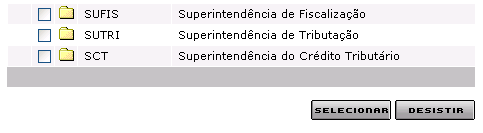 SUFIS Superintendência de Fiscalização
SUTRI Superintendência de Tributação
SCT Superintendência do Crédito Tributário
SELECIONAR DESISTIR